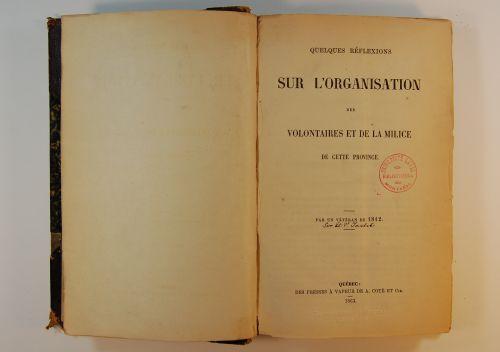 QUELQUES RÉFLEXIONS
SUR L'ORGANISATION
DES
VOLONTAIRES ET DE LA MILICE
DE CETTE PROVINCE
PAR UN VÉTÉRAN DE 1812.
QUÉBEC:
DES PRESSES À VAPEUR DE A. COTÉ ET Cie.
1863.